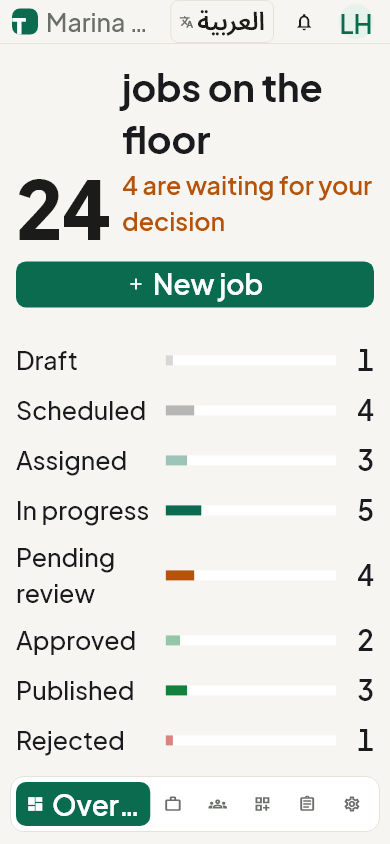 Marina ...
العربية
LH
jobs on the
floor
24
4 are waiting for your
decision
+ New job
Draft 1
Scheduled 4
Assigned 3
In progress 5
Pending
review 4
Approved 2
Published 3
Rejected 1
Over...